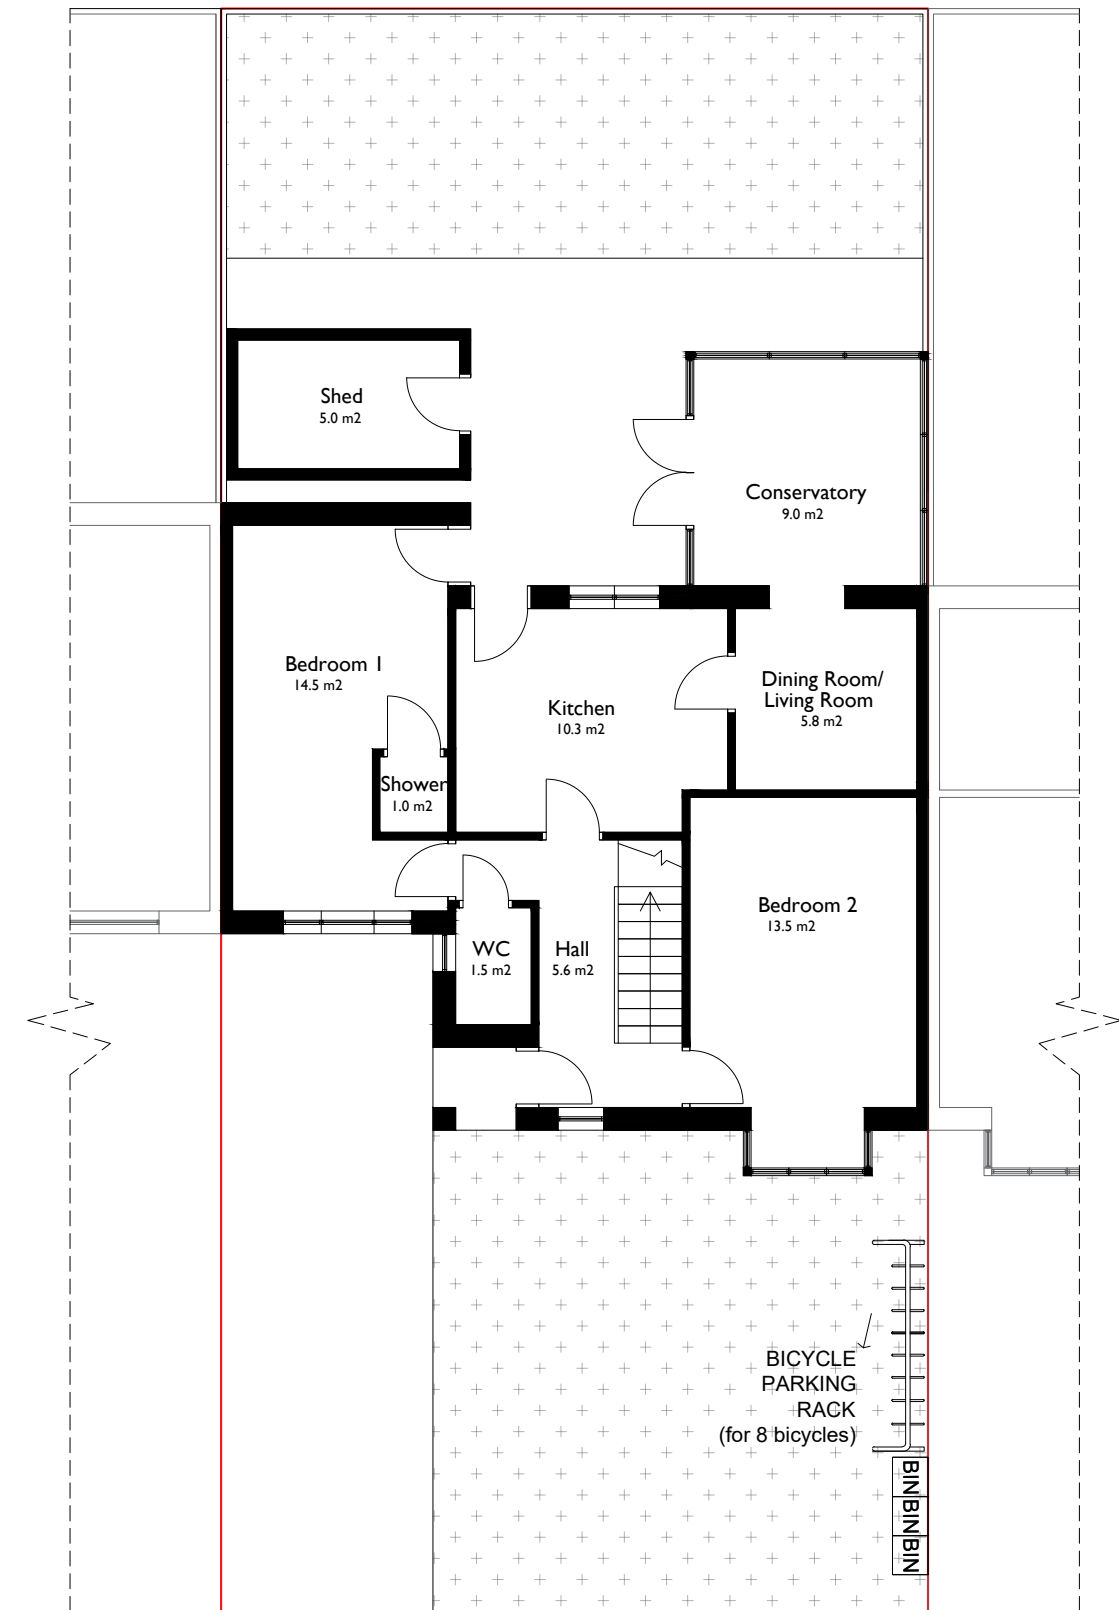 Shed
5.0 m2
Conservatory
9.0 m2
Bedroom 1
14.5 m2
Dining Room/
Living Room
5.8 m2
Kitchen
10.3 m2
Shower
1.0 m2
Bedroom 2
13.5 m2
WC
1.5 m2
Hall
5.6 m2
BICYCLE
PARKING
RACK
(for 8 bicycles)
BIN
BIN
BIN